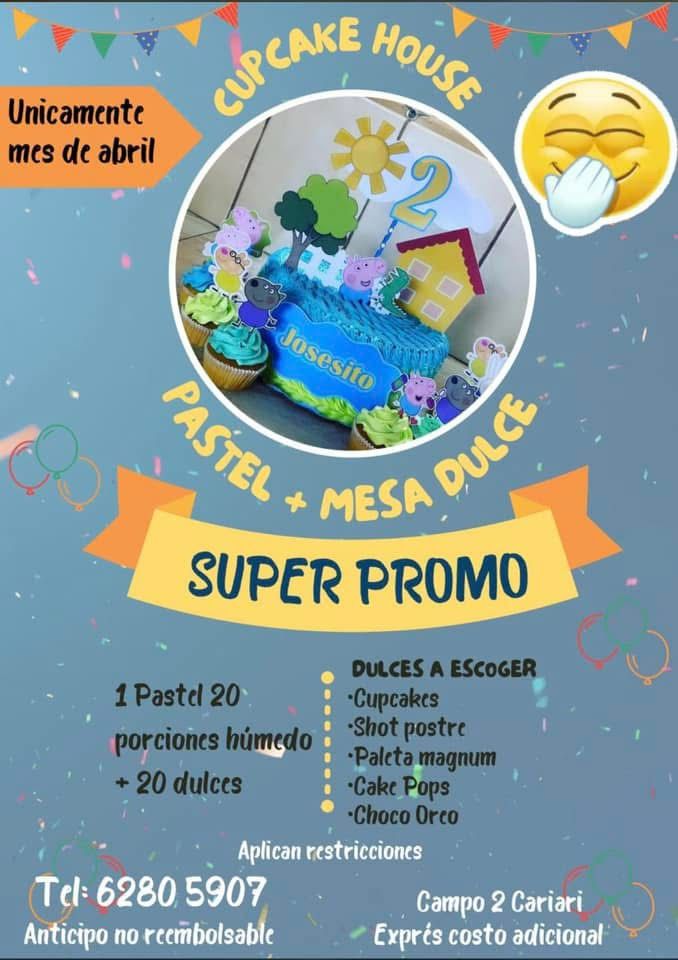 CUPCAKE HOUSE
Unicamente
mes de abril
2
Josesito
PASTEL + MESA DULCE
SUPER PROMO
1 Pastel 20
porciones húmedo
+ 20 dulces
DULCES A ESCOGER
•Cupcakes
•Shot postre
•Paleta magnum
•Cake Pops
•Choco Oreo
Aplican restricciones
Tel: 6280 5907
Anticipo no reembolsable
Campo 2 Cariari
Exprés costo adicional